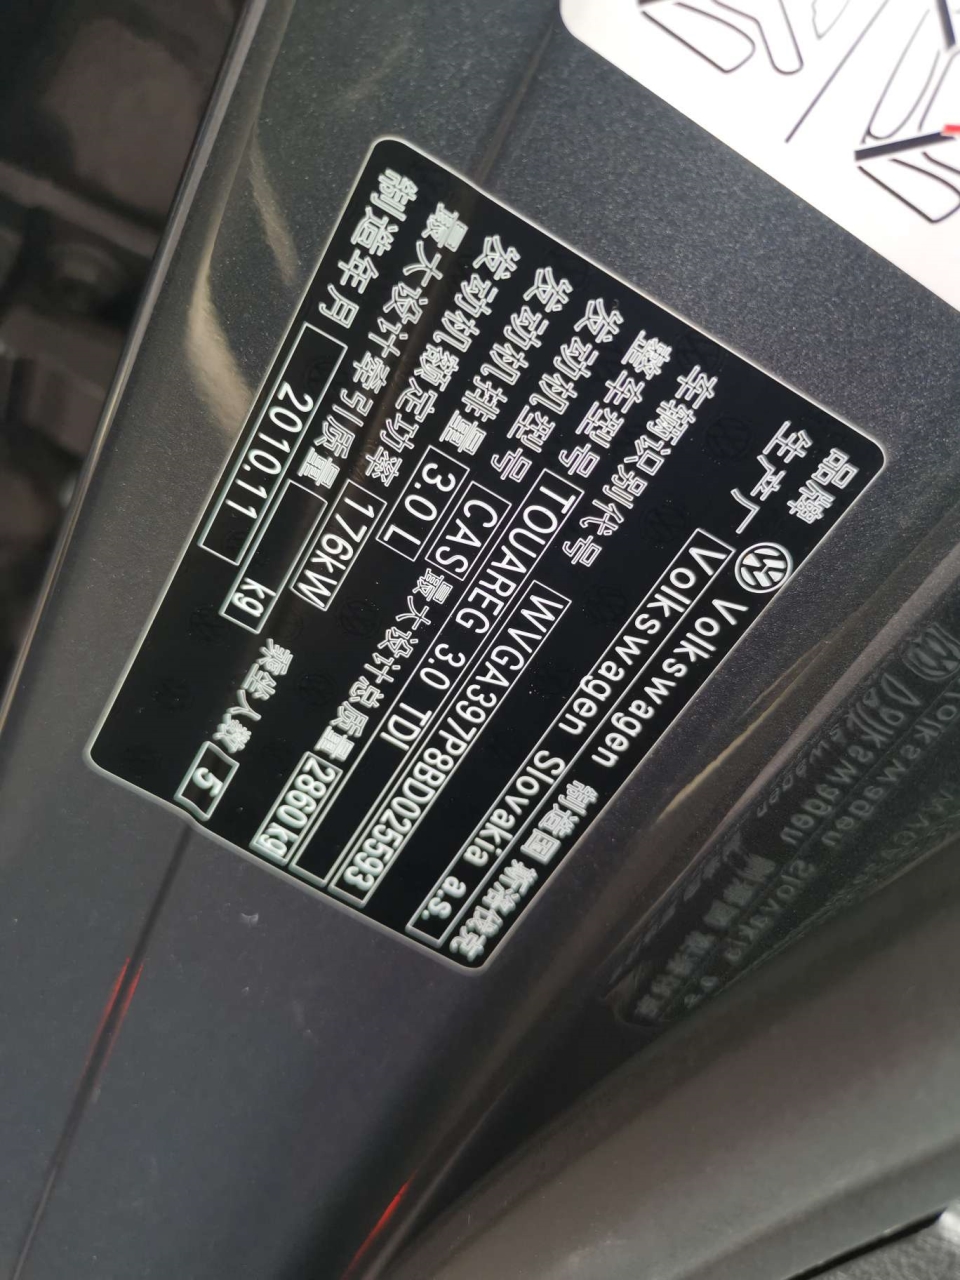 品牌 Volkswagen 制造国 斯洛伐克
生产厂 Volkswagen Slovakia a.s.
车辆识别代号 WVGA397P8BD025593
整车型号 TOUAREG 3.0 TDI
发动机型号 CAS
发动机排量 3.0 L 最大设计总质量 2860kg
发动机额定功率 176kW
最大设计牵引质量 kg 乘坐人数 5
制造年月 2010.11